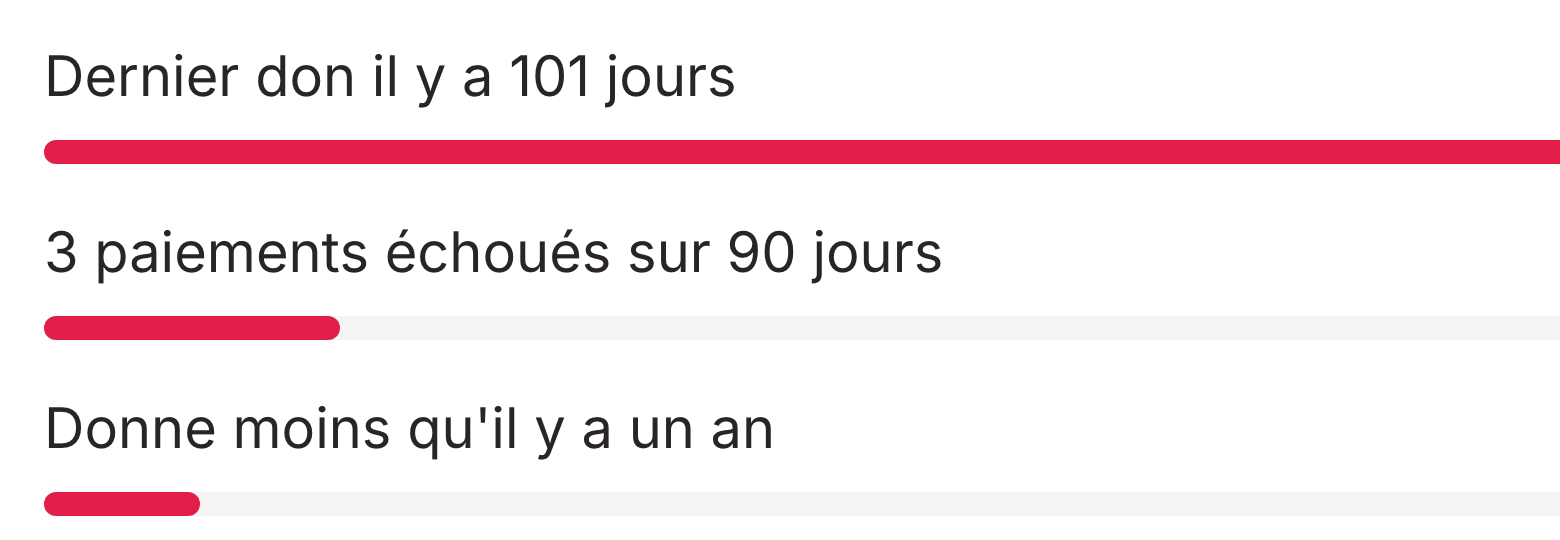 Dernier don il y a 101 jours
3 paiements échoués sur 90 jours
Donne moins qu'il y a un an